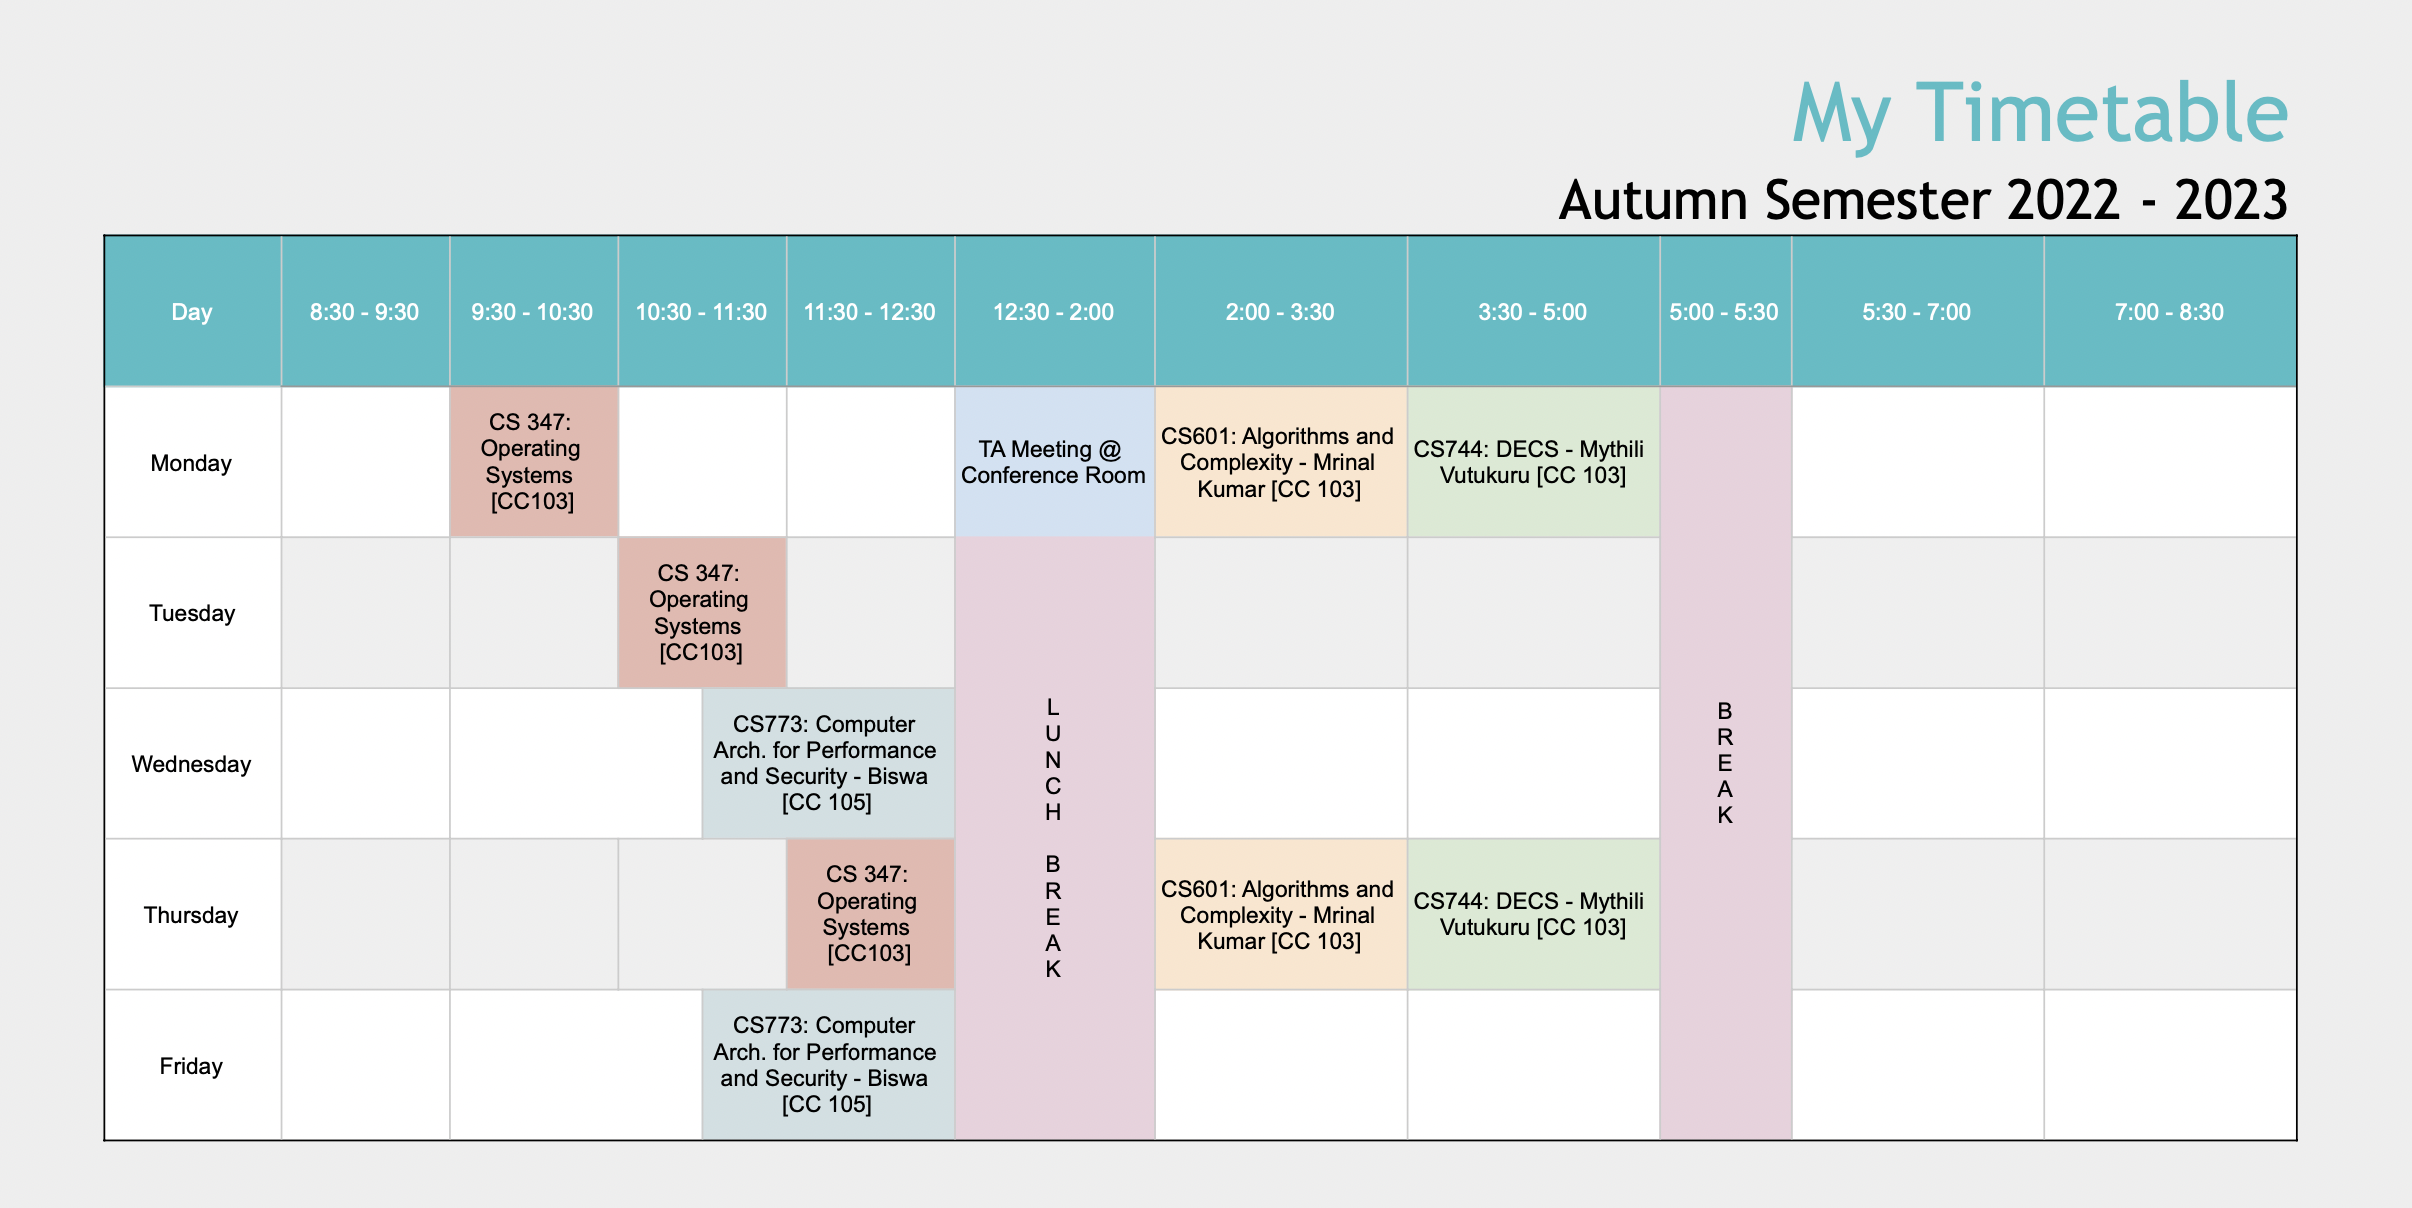 My Timetable
Autumn Semester 2022 - 2023
Day
8:30 - 9:30
9:30 - 10:30
10:30 - 11:30
11:30 - 12:30
12:30 - 2:00
2:00 - 3:30
3:30 - 5:00
5:00 - 5:30
5:30 - 7:00
7:00 - 8:30
Monday
CS 347:
Operating
Systems
[CC103]
TA Meeting @
Conference Room
CS601: Algorithms and
Complexity - Mrinal
Kumar [CC 103]
CS744: DECS - Mythili
Vutukuru [CC 103]
Tuesday
CS 347:
Operating
Systems
[CC103]
Wednesday
CS773: Computer
Arch. for Performance
and Security - Biswa
[CC 105]
L
U
N
C
H
B
R
E
A
K
B
R
E
A
K
Thursday
CS 347:
Operating
Systems
[CC103]
CS601: Algorithms and
Complexity - Mrinal
Kumar [CC 103]
CS744: DECS - Mythili
Vutukuru [CC 103]
Friday
CS773: Computer
Arch. for Performance
and Security - Biswa
[CC 105]